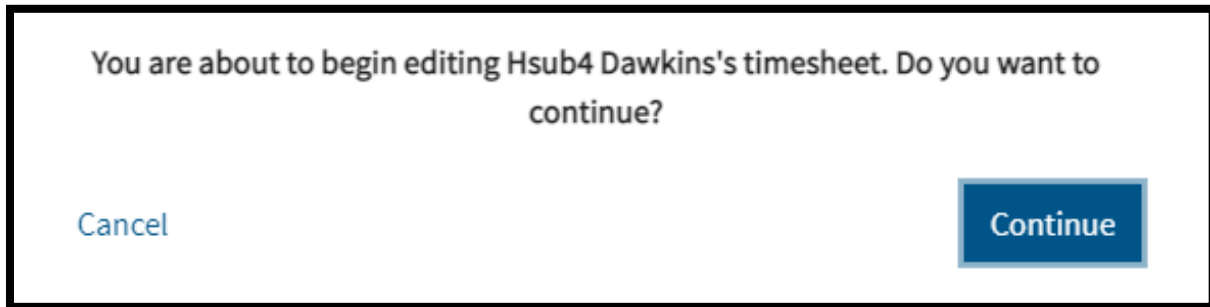 You are about to begin editing Hsub4 Dawkins's timesheet. Do you want to
continue?
Cancel
Continue